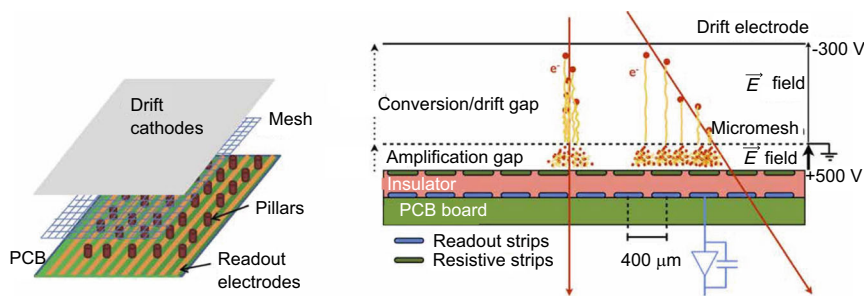 Drift
cathodes
Mesh
Pillars
PCB
Readout
electrodes
Drift electrode
-300 V
e-
e-
E field
Conversion/drift gap
Micromesh
Amplification gap
E field
+500 V
Insulator
PCB board
Readout strips
Resistive strips
400 μm